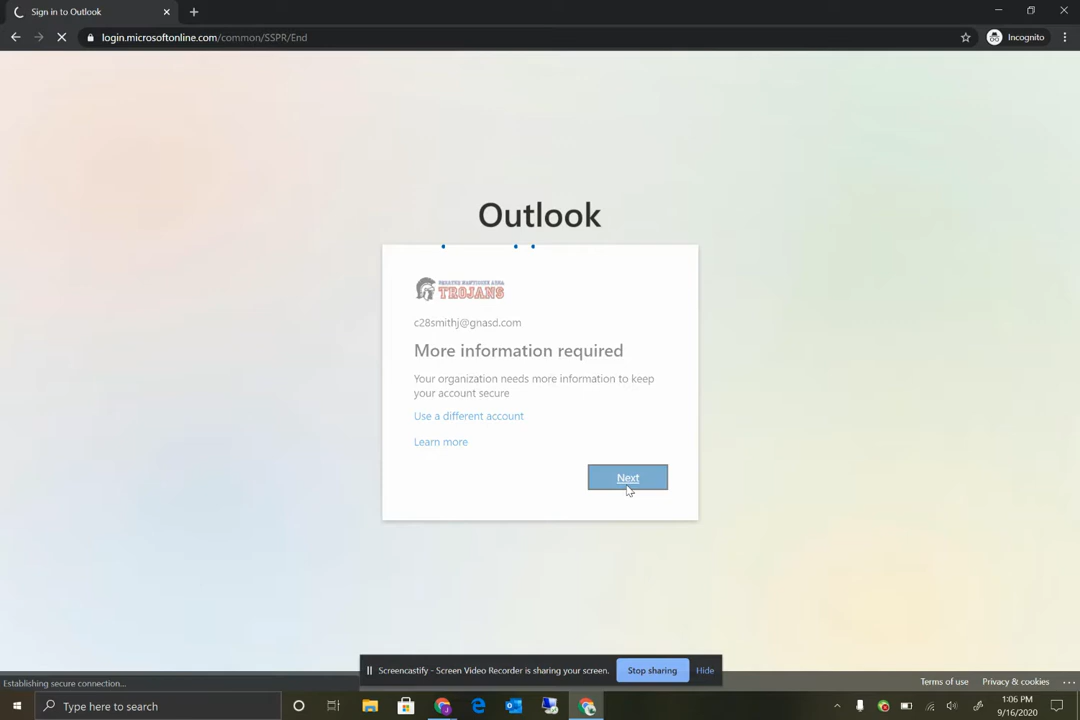 Sign in to Outlook
login.microsoftonline.com/common/SSPR/End
Incognito
Outlook
TROJANS
c28smithj@gnasd.com
More information required
Your organization needs more information to keep
your account secure
Use a different account
Learn more
Next
Screencastify - Screen Video Recorder is sharing your screen.
Stop sharing
Hide
Establishing secure connection...
Terms of use
Privacy & cookies
...
Type here to search
1:06 PM
9/16/2020